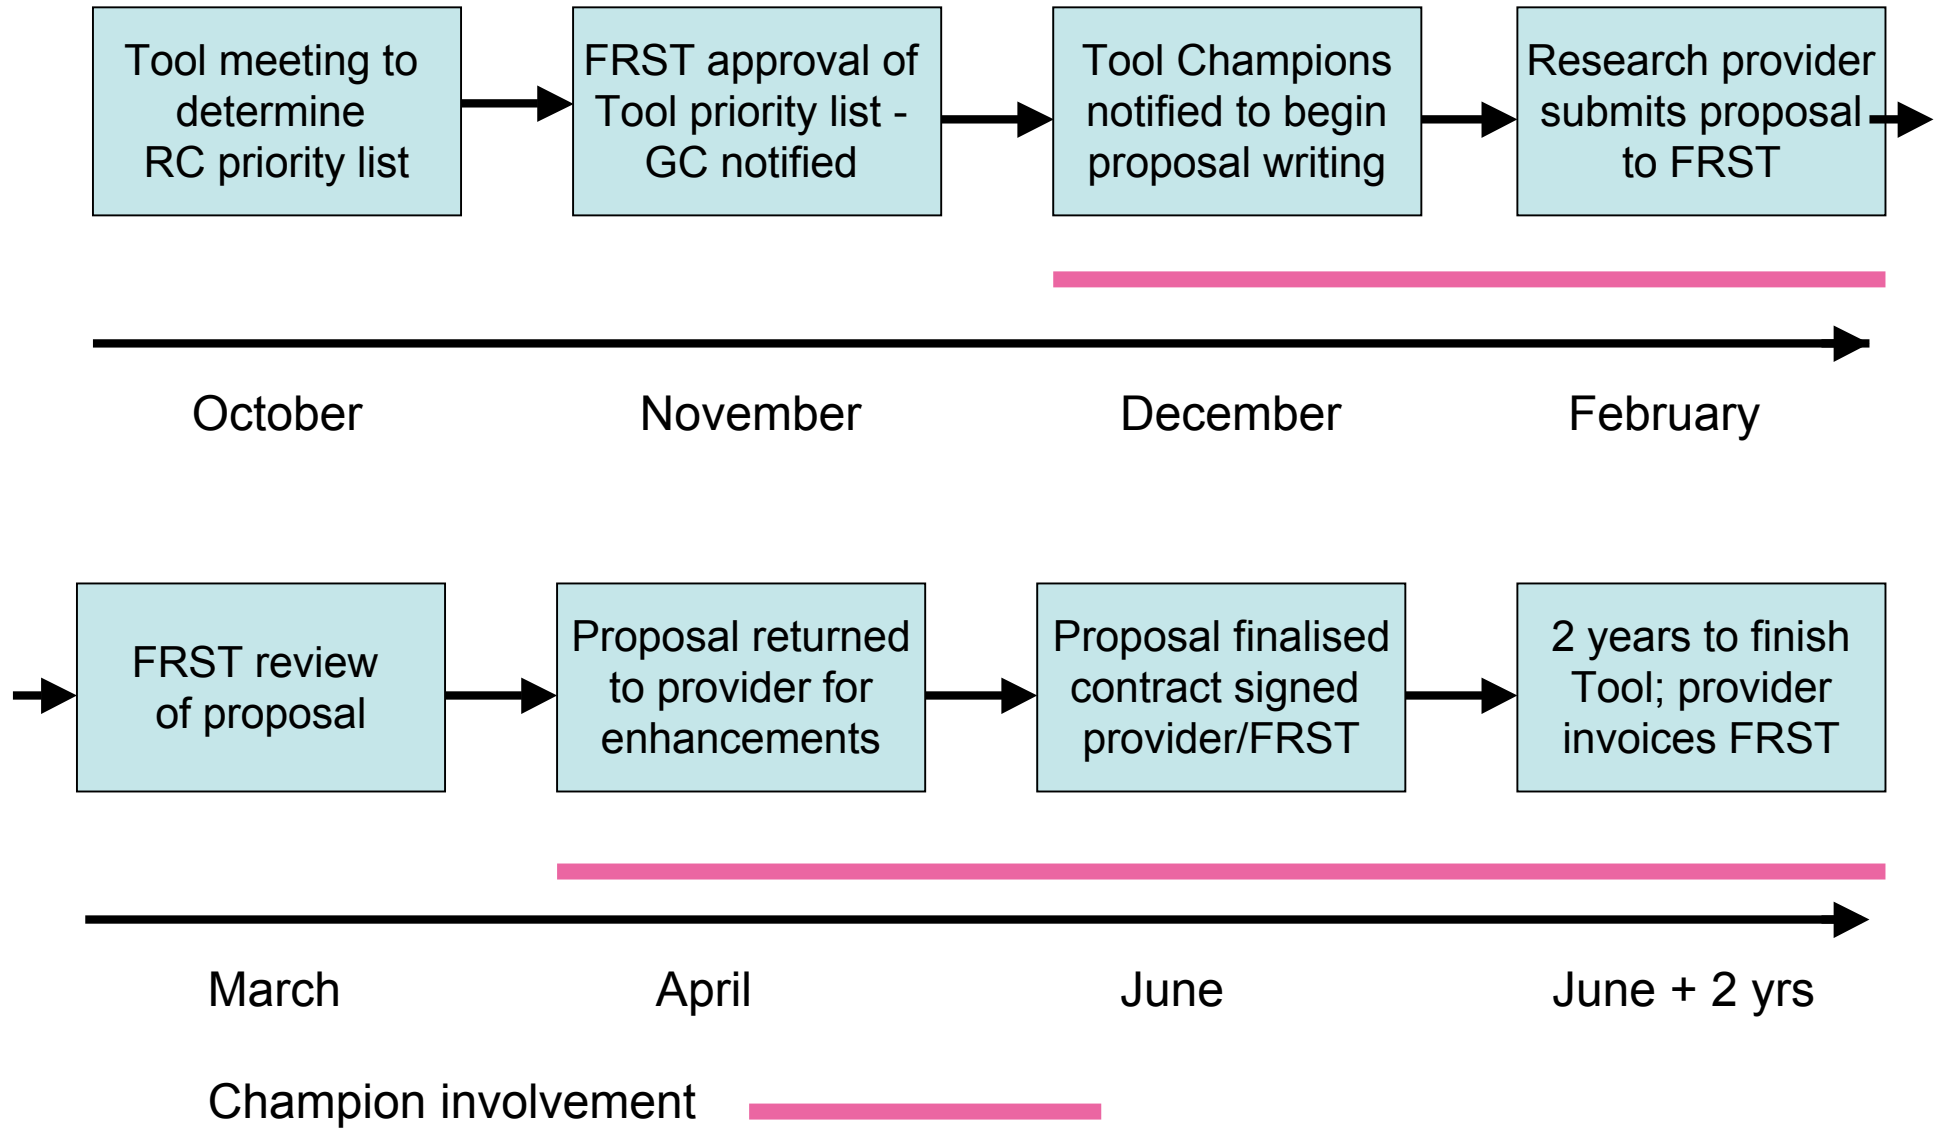 Tool meeting to
determine
RC priority list
FRST approval of
Tool priority list -
GC notified
Tool Champions
notified to begin
proposal writing
Research provider
submits proposal
to FRST
October
November
December
February
FRST review
of proposal
Proposal returned
to provider for
enhancements
Proposal finalised
contract signed
provider/FRST
2 years to finish
Tool; provider
invoices FRST
March
April
June
June + 2 yrs
Champion involvement